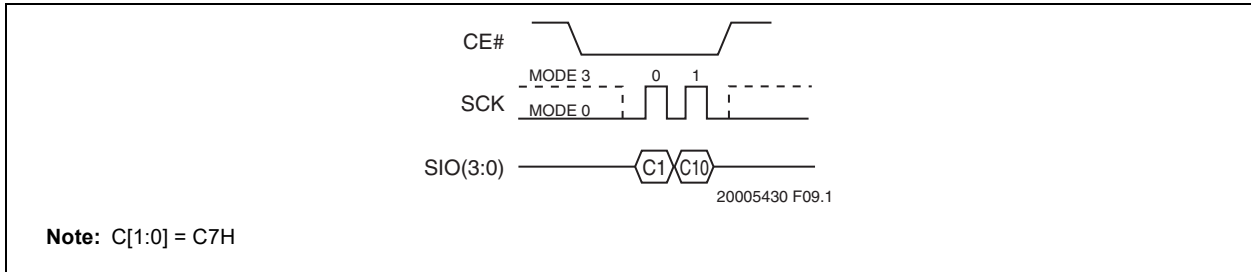 CE#
MODE 3 0 1
SCK
MODE 0
SIO(3:0) C1 C10
20005430 F09.1
Note: C[1:0] = C7H